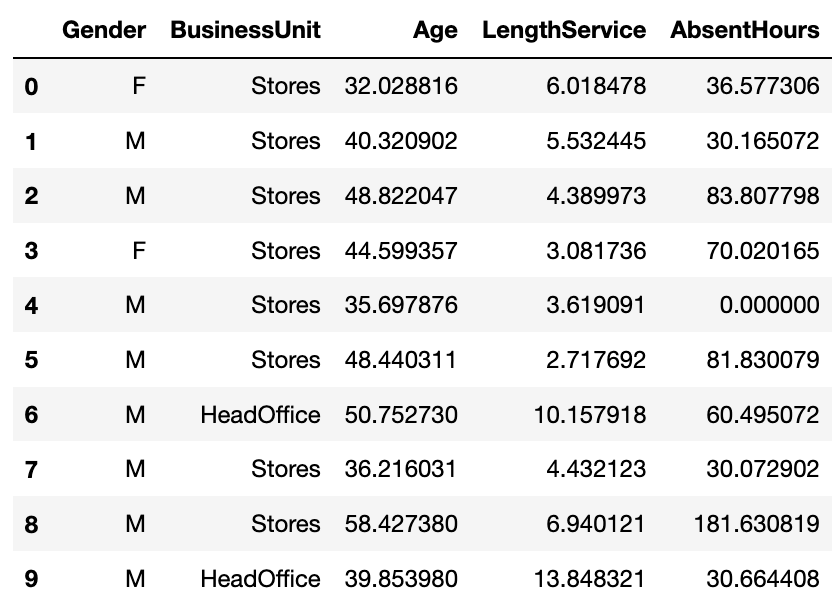 Gender BusinessUnit Age LengthService AbsentHours
0 F Stores 32.028816 6.018478 36.577306
1 M Stores 40.320902 5.532445 30.165072
2 M Stores 48.822047 4.389973 83.807798
3 F Stores 44.599357 3.081736 70.020165
4 M Stores 35.697876 3.619091 0.000000
5 M Stores 48.440311 2.717692 81.830079
6 M HeadOffice 50.752730 10.157918 60.495072
7 M Stores 36.216031 4.432123 30.072902
8 M Stores 58.427380 6.940121 181.630819
9 M HeadOffice 39.853980 13.848321 30.664408